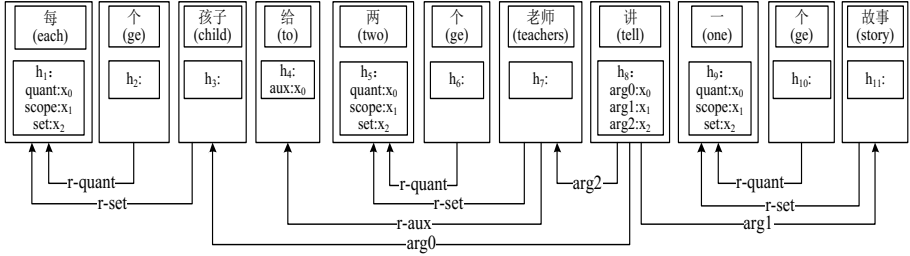 每 个 孩子 给 两 个 老师 讲 一 个 故事
(each) (ge) (child) (to) (two) (ge) (teachers) (tell) (one) (ge) (story)
h₁: h₂: h₃: h₄: h₅: h₆: h₇: h₈: h₉: h₁₀: h₁₁:
quant:x₀ aux:x₀ quant:x₀ arg0:x₀ quant:x₀
scope:x₁ scope:x₁ arg1:x₁ scope:x₁
set:x₂ set:x₂ arg2:x₂ set:x₂
r-quant r-quant arg2 r-quant
r-set r-set r-set
r-aux arg1
arg0